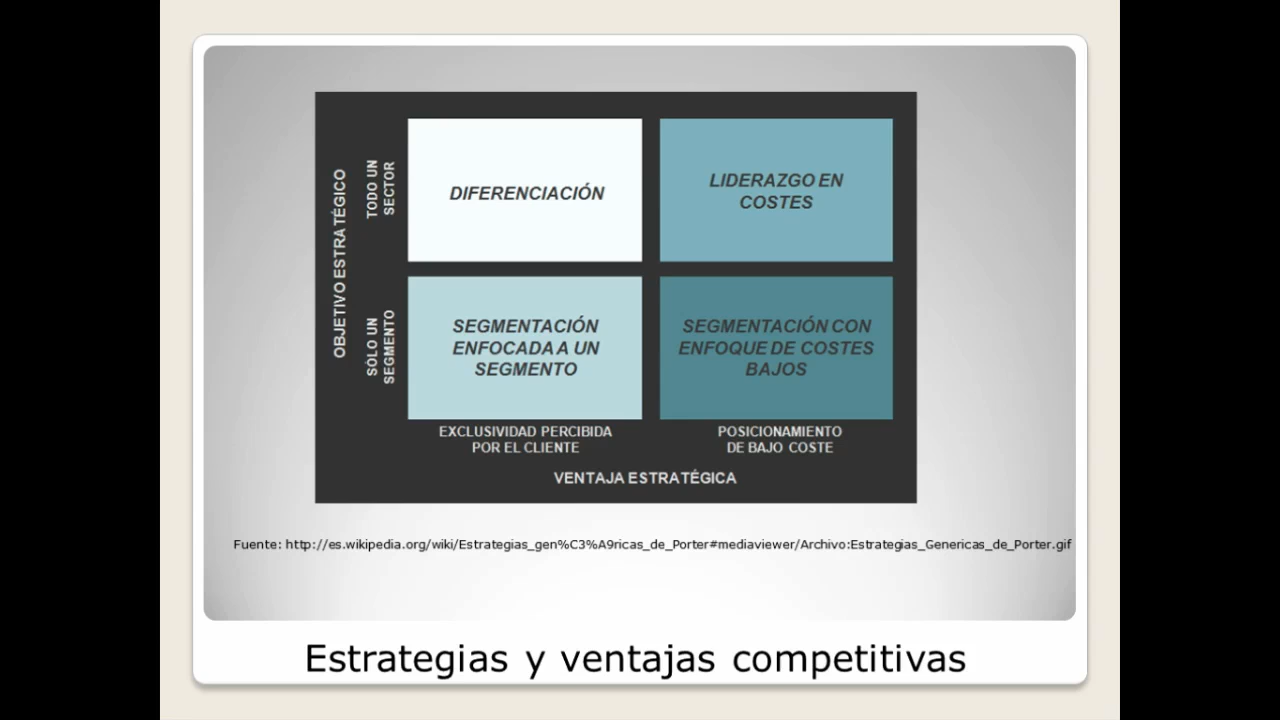 OBJETIVO ESTRATÉGICO
TODO UN
SECTOR
DIFERENCIACIÓN
LIDERAZGO EN
COSTES
SÓLO UN
SEGMENTO
SEGMENTACIÓN
ENFOCADA A UN
SEGMENTO
SEGMENTACIÓN CON
ENFOQUE DE COSTES
BAJOS
EXCLUSIVIDAD PERCIBIDA
POR EL CLIENTE
POSICIONAMIENTO
DE BAJO COSTE
VENTAJA ESTRATÉGICA
Fuente: http://es.wikipedia.org/wiki/Estrategias_gen%C3%A9ricas_de_Porter#mediaviewer/Archivo:Estrategias_Genericas_de_Porter.gif
Estrategias y ventajas competitivas